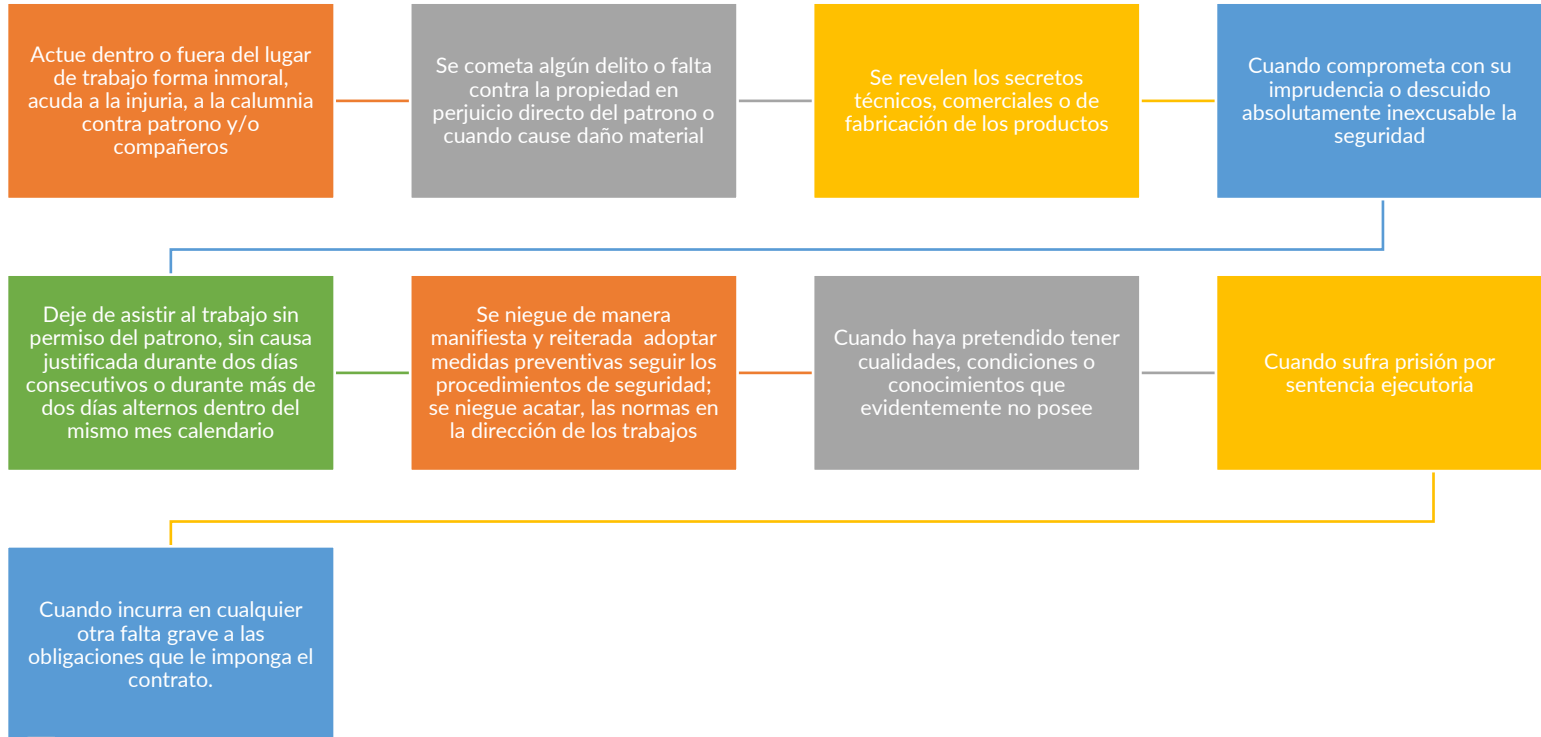 Actue dentro o fuera del lugar
de trabajo forma inmoral,
acuda a la injuria, a la calumnia
contra patrono y/o
compañeros
Se cometa algún delito o falta
contra la propiedad en
perjuicio directo del patrono o
cuando cause daño material
Se revelen los secretos
técnicos, comerciales o de
fabricación de los productos
Cuando comprometa con su
imprudencia o descuido
absolutamente inexcusable la
seguridad
Deje de asistir al trabajo sin
permiso del patrono, sin causa
justificada durante dos días
consecutivos o durante más de
dos días alternos dentro del
mismo mes calendario
Se niegue de manera
manifiesta y reiterada  adoptar
medidas preventivas seguir los
procedimientos de seguridad;
se niegue acatar, las normas en
la dirección de los trabajos
Cuando haya pretendido tener
cualidades, condiciones o
conocimientos que
evidentemente no posee
Cuando sufra prisión por
sentencia ejecutoria
Cuando incurra en cualquier
otra falta grave a las
obligaciones que le imponga el
contrato.